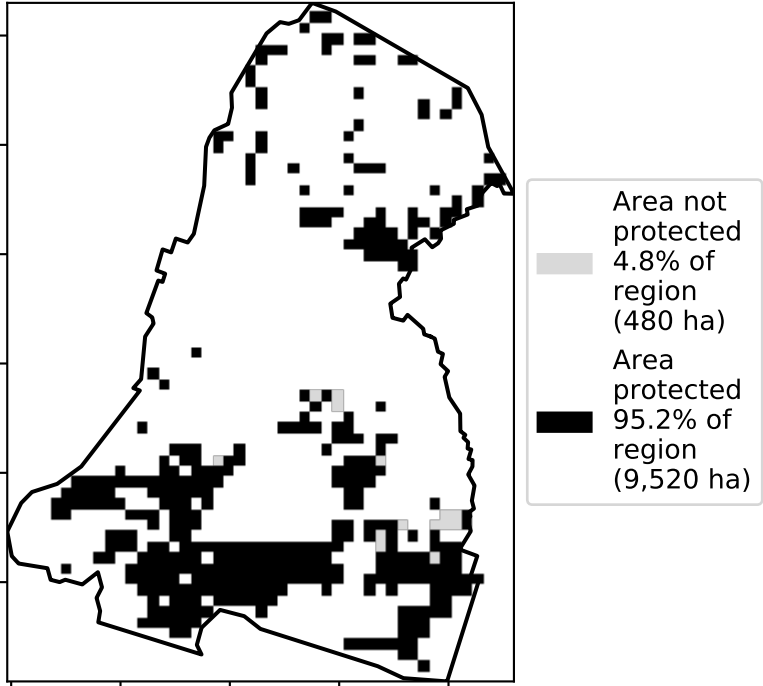 Area not
protected
4.8% of
region
(480 ha)
Area
protected
95.2% of
region
(9,520 ha)